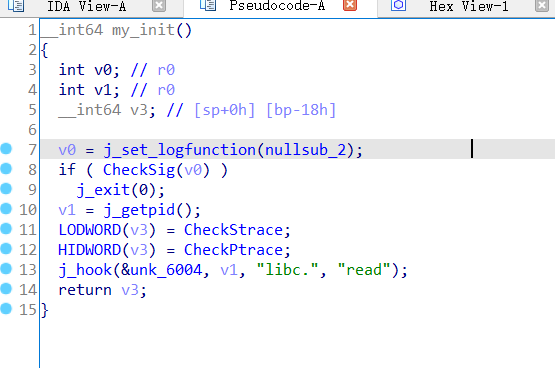 IDA View-A Pseudocode-A Hex View-1
1 __int64 my_init()
2 {
3 int v0; // r0
4 int v1; // r0
5 __int64 v3; // [sp+0h] [bp-18h]
6
7 v0 = j_set_logfunction(nullsub_2);
8 if ( CheckSig(v0) )
9 j_exit(0);
10 v1 = j_getpid();
11 LODWORD(v3) = CheckStrace;
12 HIDWORD(v3) = CheckPtrace;
13 j_hook(&unk_6004, v1, "libc.", "read");
14 return v3;
15 }